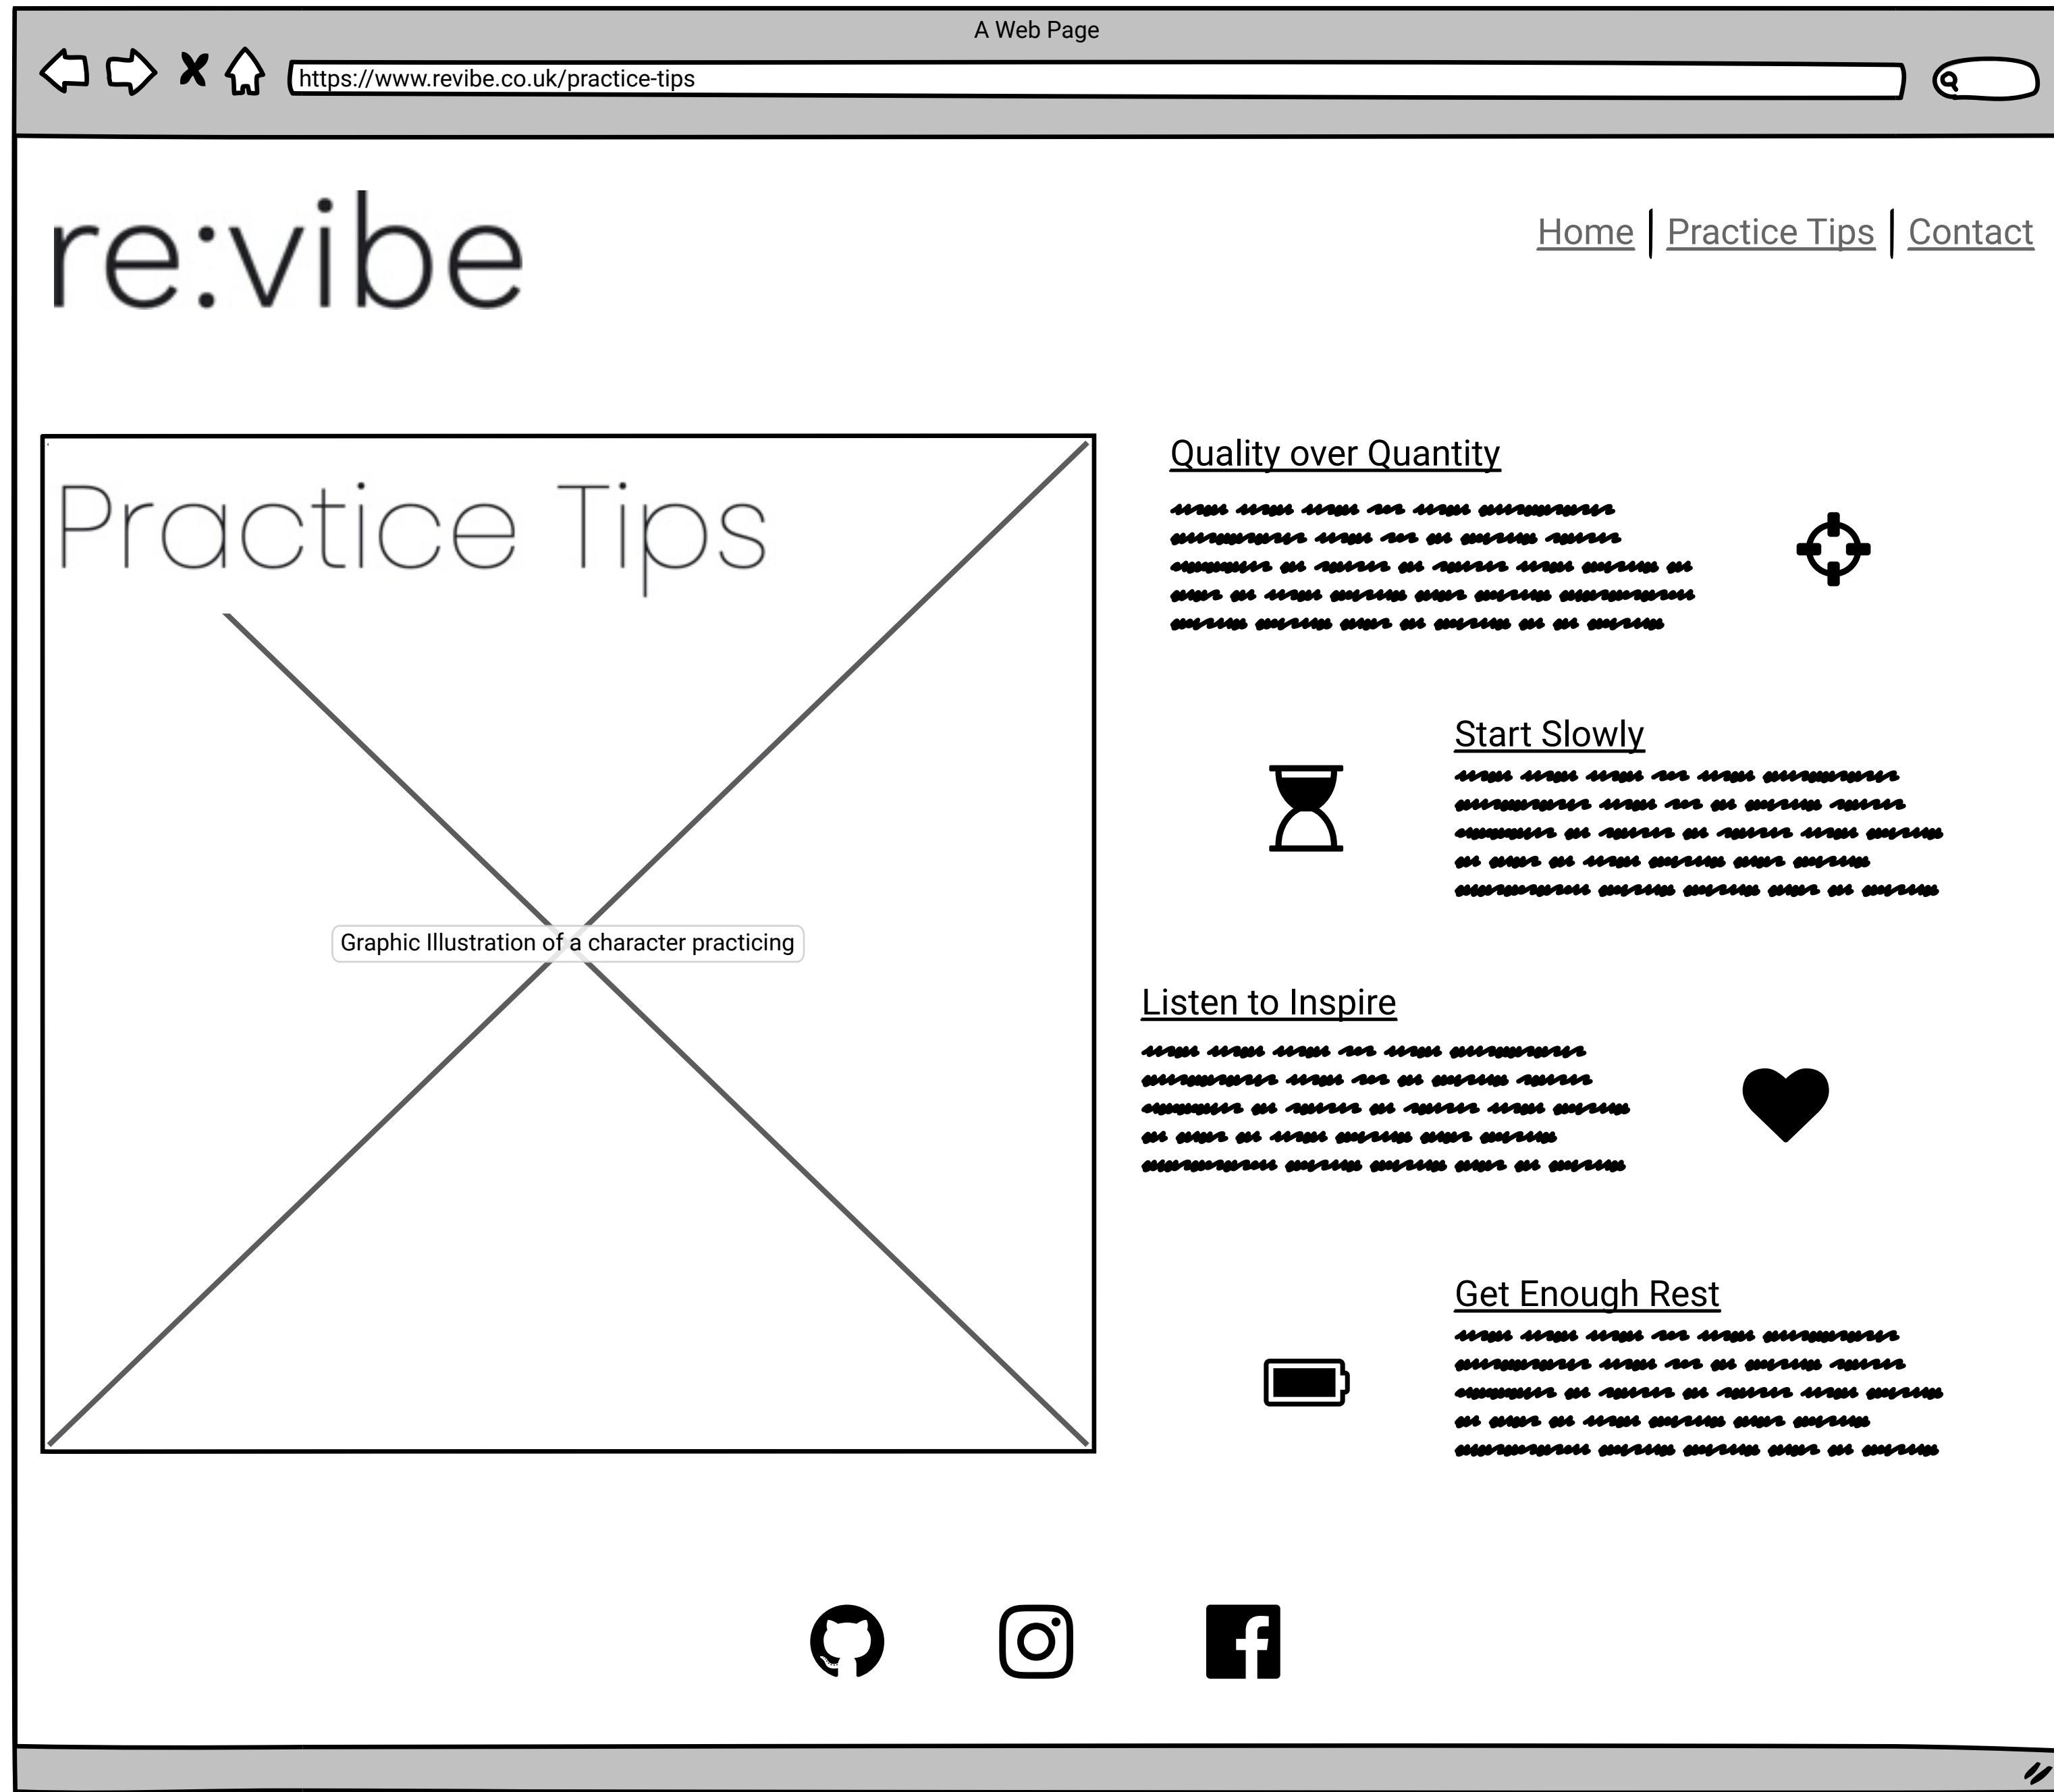 A Web Page
https://www.revibe.co.uk/practice-tips
re:vibe
Home | Practice Tips | Contact
Practice Tips
Graphic Illustration of a character practicing
Quality over Quantity
Start Slowly
Listen to Inspire
Get Enough Rest